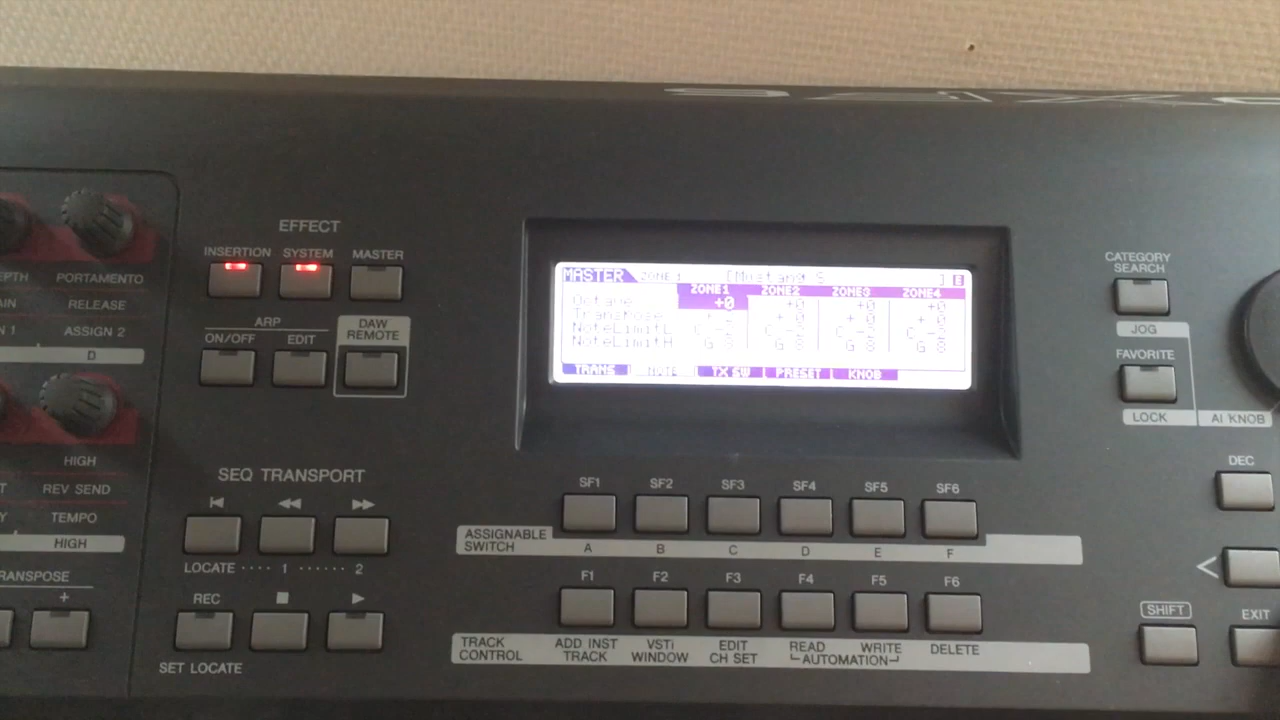 EFFECT
INSERTION SYSTEM MASTER
PORTAMENTO
RELEASE
ASSIGN 2
D
ARP
ON/OFF EDIT
DAW
REMOTE
HIGH
REV SEND
TEMPO
HIGH
+
SEQ TRANSPORT
LOCATE 1 2
REC
SET LOCATE
MASTER ZONE1 [Mustang S ] E
ZONE1 ZONE2 ZONE3 ZONE4
Octave +0 +0 +0 +0
Transpose
NoteLimitL
NoteLimitH
TRANS NOTE TX SW PRESET KNOB
SF1 SF2 SF3 SF4 SF5 SF6
ASSIGNABLE
SWITCH
A B C D E F
F1 F2 F3 F4 F5 F6
TRACK
CONTROL
ADD INST
TRACK
VSTi
WINDOW
EDIT
CH SET
READ WRITE
AUTOMATION
DELETE
CATEGORY
SEARCH
JOG
FAVORITE
LOCK
AI KNOB
DEC
<
SHIFT
EXIT